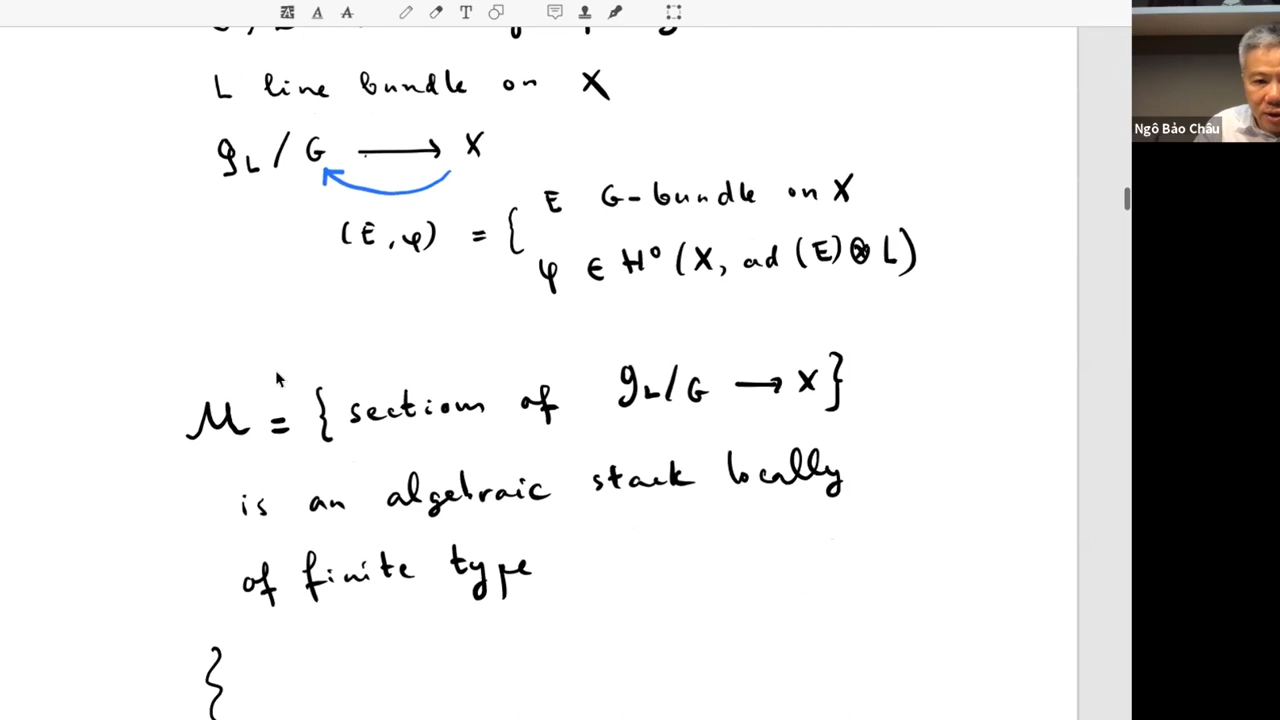 L line bundle on X
𝔤_L / G ⟶ X
(E, φ) = { E G-bundle on X
φ ∈ H⁰(X, ad(E) ⊗ L)
M = { sections of 𝔤_L/G ⟶ X }
is an algebraic stack locally
of finite type
{
Ngô Bảo Châu